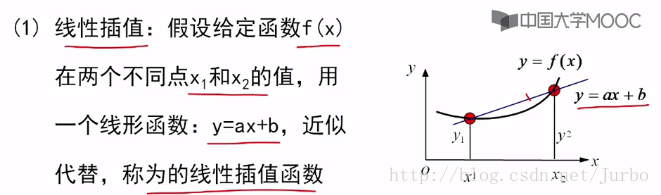 中国大学MOOC
(1) 线性插值：假设给定函数f(x)
在两个不同点x₁和x₂的值，用
一个线形函数：y=ax+b，近似
代替，称为的线性插值函数
y
y = f(x)
y = ax + b
y₁
y²
O
x¹
x₂
x
http://blog.csdn.net/Jurbo